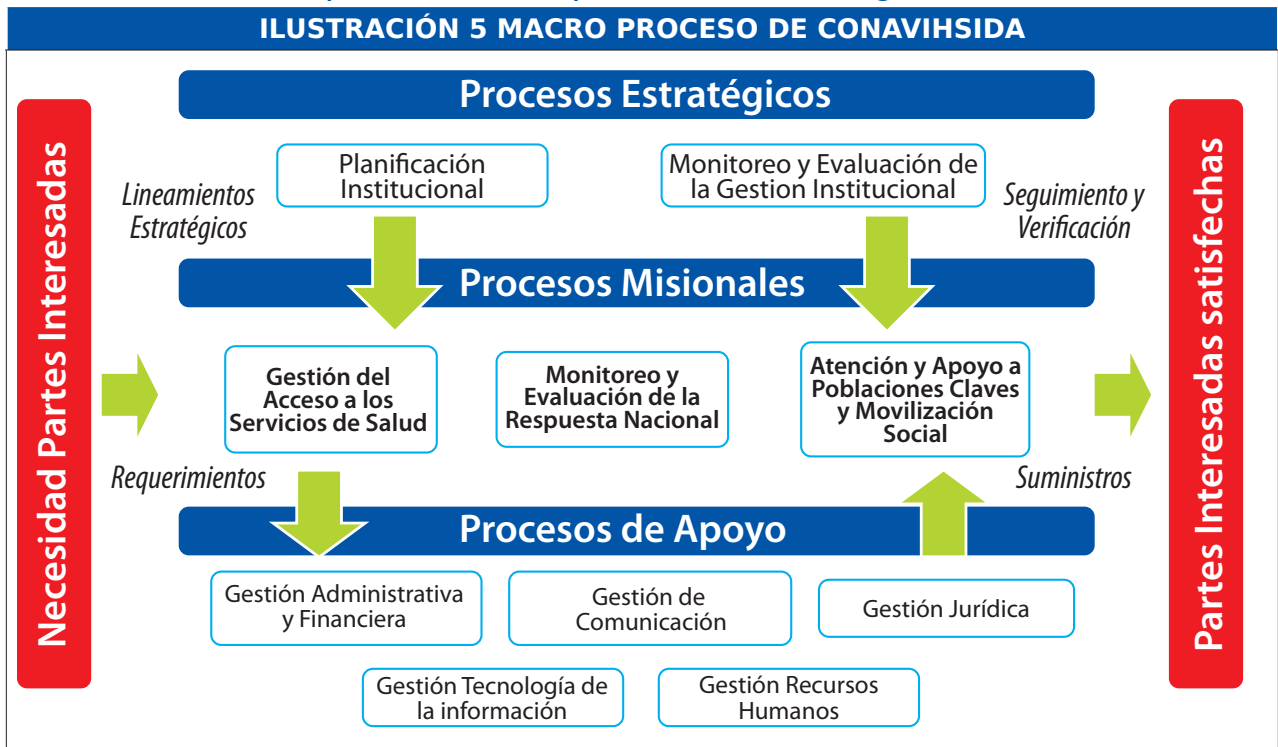 ILUSTRACIÓN 5 MACRO PROCESO DE CONAVIHSIDA
Procesos Estratégicos
Necesidad Partes Interesadas
Planificación
Institucional
Monitoreo y Evaluación de
la Gestion Institucional
Lineamientos
Estratégicos
Seguimiento y
Verificación
Procesos Misionales
Gestión del
Acceso a los
Servicios de Salud
Monitoreo y
Evaluación de la
Respuesta Nacional
Atención y Apoyo a
Poblaciones Claves
y Movilización
Social
Requerimientos
Suministros
Procesos de Apoyo
Gestión Administrativa
y Financiera
Gestión de
Comunicación
Gestión Jurídica
Gestión Tecnología de
la información
Gestión Recursos
Humanos
Partes Interesadas satisfechas